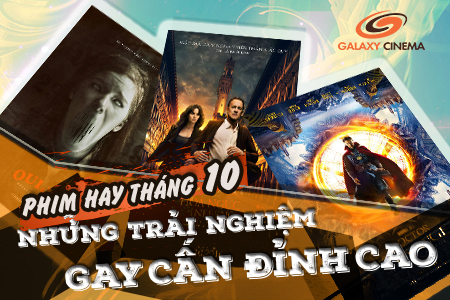 GALAXY CINEMA
PHIM HAY THÁNG 10
NHỮNG TRẢI NGHIỆM
GAY CẤN ĐỈNH CAO